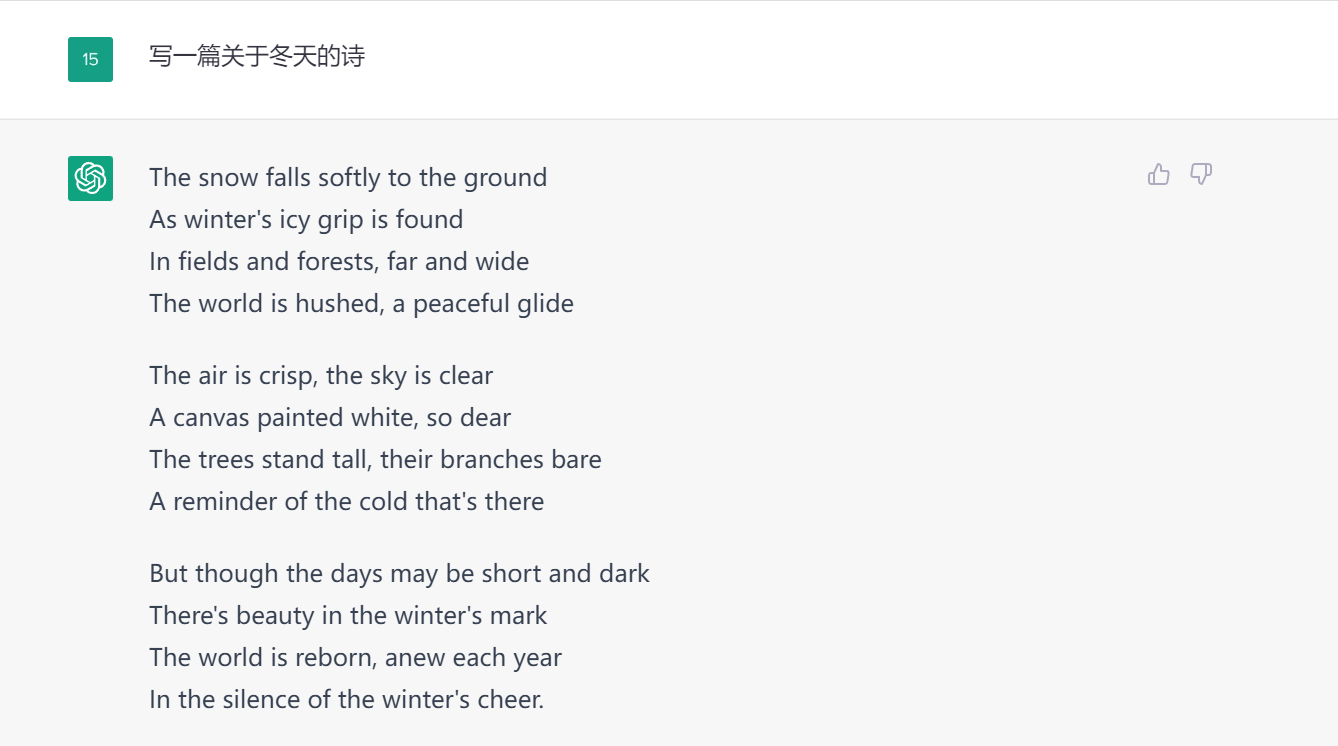 15
写一篇关于冬天的诗
The snow falls softly to the ground
As winter's icy grip is found
In fields and forests, far and wide
The world is hushed, a peaceful glide
The air is crisp, the sky is clear
A canvas painted white, so dear
The trees stand tall, their branches bare
A reminder of the cold that's there
But though the days may be short and dark
There's beauty in the winter's mark
The world is reborn, anew each year
In the silence of the winter's cheer.